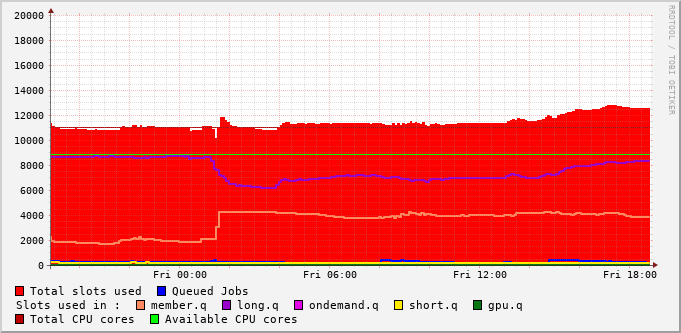 20000
18000
16000
14000
12000
10000
8000
6000
4000
2000
0
Fri 00:00 Fri 06:00 Fri 12:00 Fri 18:00
RRDTOOL / TOBI OETIKER
Total slots used Queued Jobs
Slots used in : member.q long.q ondemand.q short.q gpu.q
Total CPU cores Available CPU cores